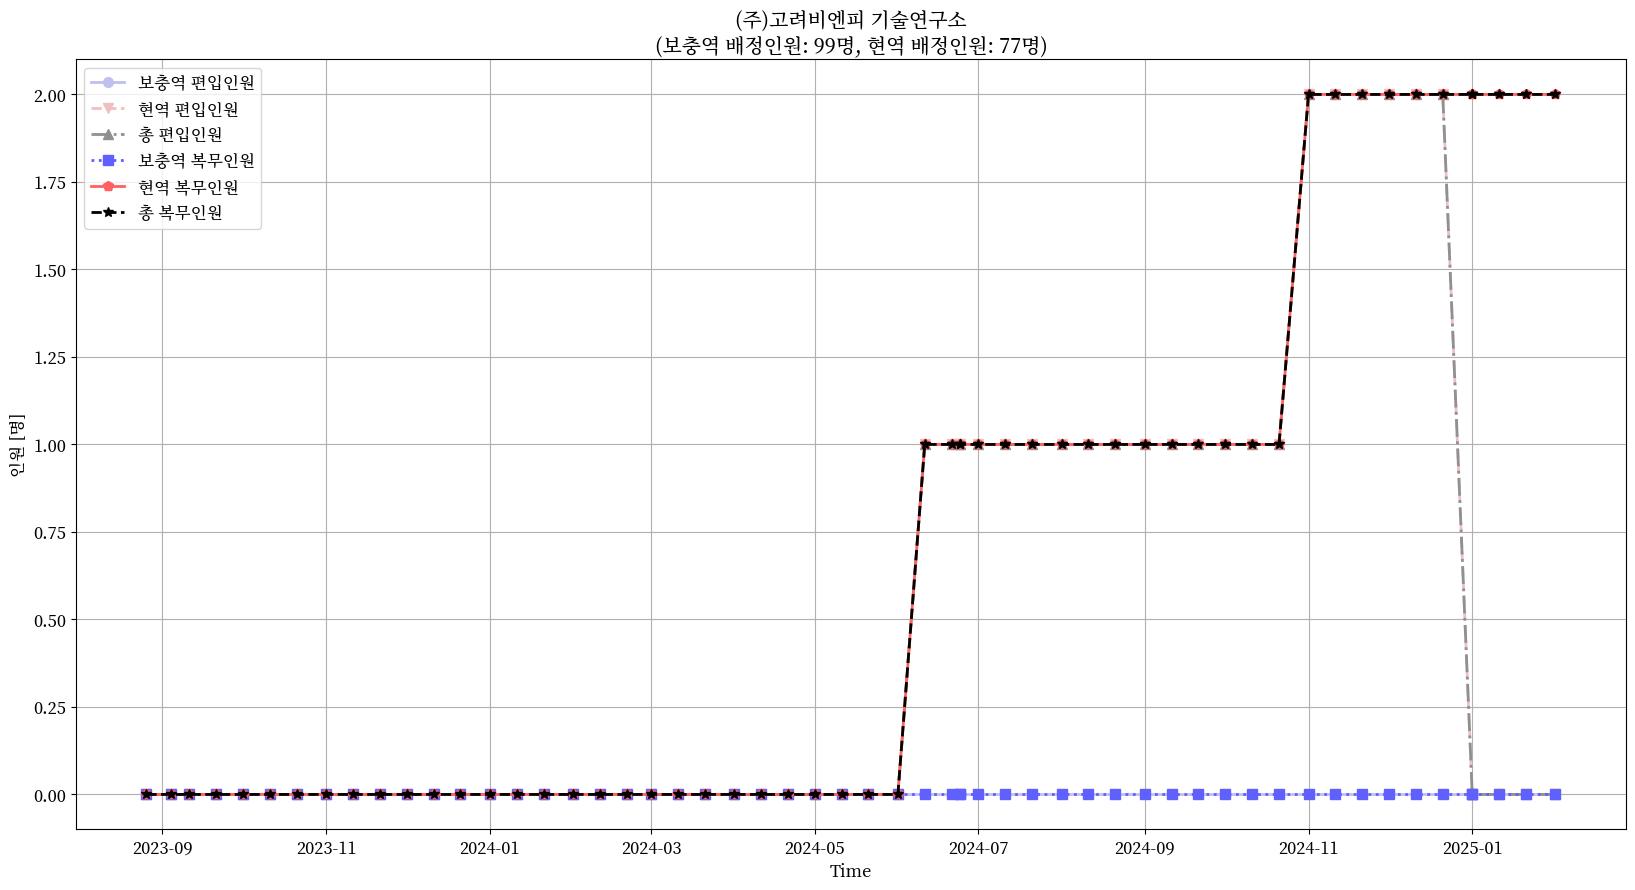 (주)고려비엔피 기술연구소
(보충역 배정인원: 99명, 현역 배정인원: 77명)
보충역 편입인원
현역 편입인원
총 편입인원
보충역 복무인원
현역 복무인원
총 복무인원
인원 [명]
2.00
1.75
1.50
1.25
1.00
0.75
0.50
0.25
0.00
2023-09 2023-11 2024-01 2024-03 2024-05 2024-07 2024-09 2024-11 2025-01
Time